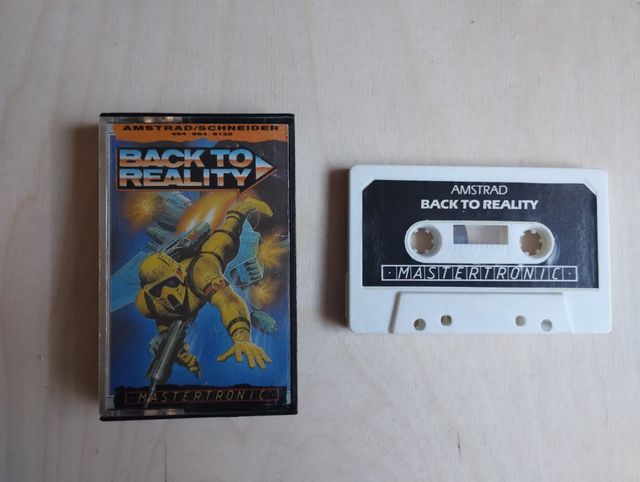 AMSTRAD/SCHNEIDER
464 · 664 · 6128
BACK TO
REALITY
MASTERTRONIC
AMSTRAD
BACK TO REALITY
·MASTERTRONIC·